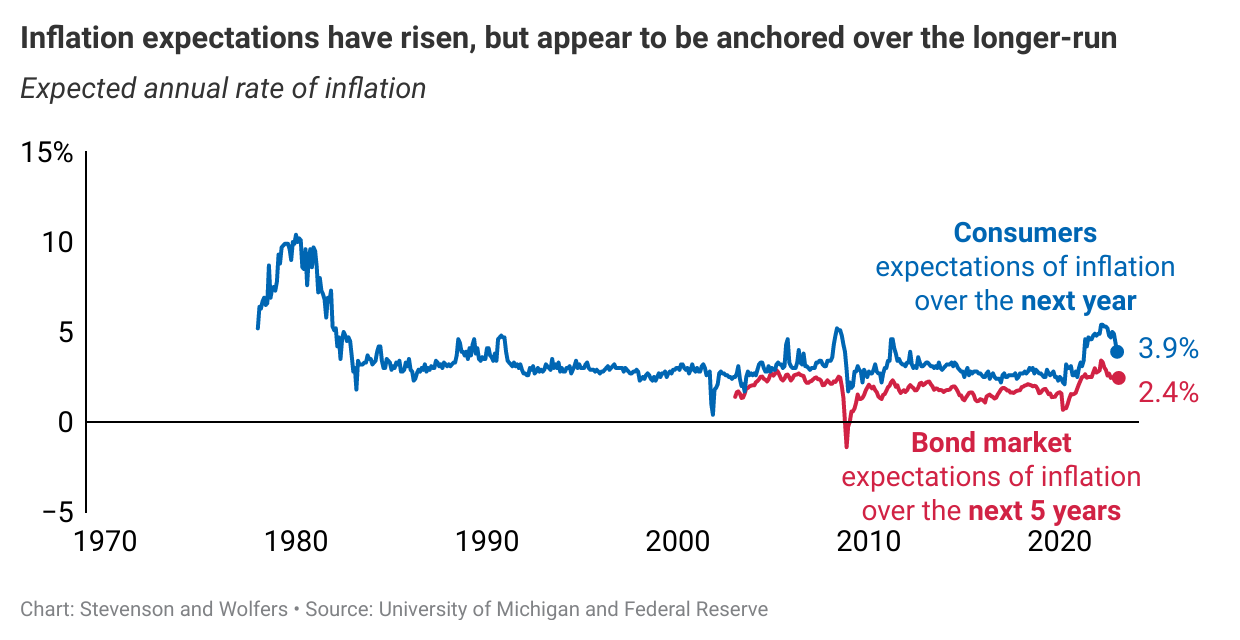 Inflation expectations have risen, but appear to be anchored over the longer-run
Expected annual rate of inflation
15%
10
5
0
−5
1970
1980
1990
2000
2010
2020
Consumers
expectations of inflation
over the next year
3.9%
2.4%
Bond market
expectations of inflation
over the next 5 years
Chart: Stevenson and Wolfers • Source: University of Michigan and Federal Reserve